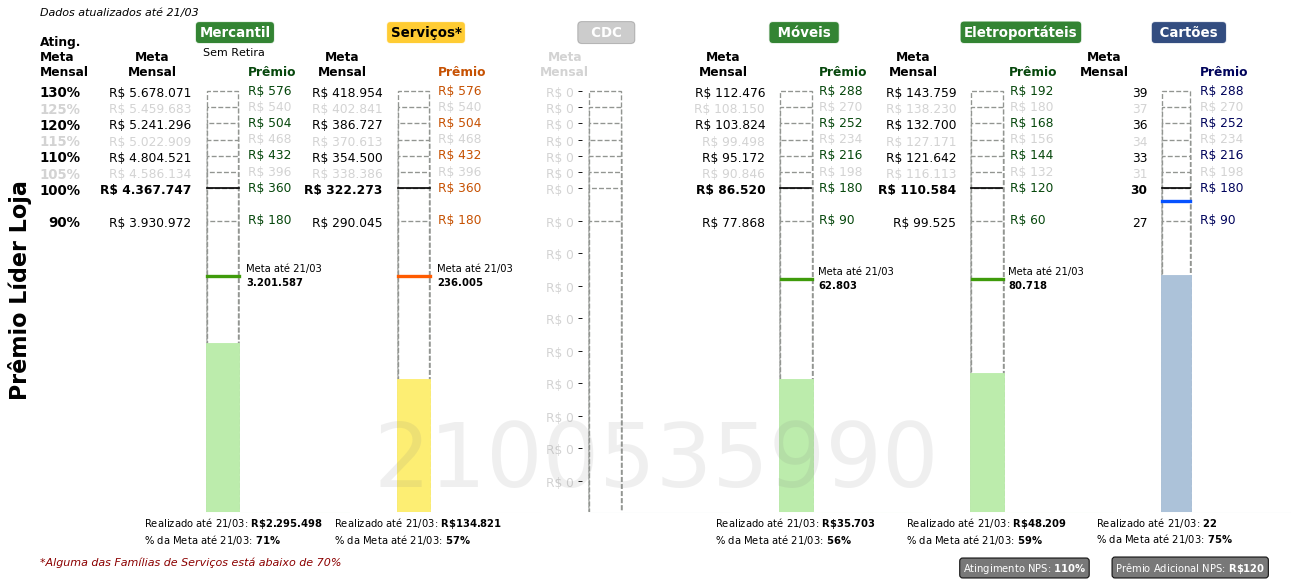 Dados atualizados até 21/03
Prêmio Líder Loja
Mercantil Serviços* CDC Móveis Eletroportáteis Cartões
Sem Retira
Ating. Meta Mensal Meta Mensal Prêmio Meta Mensal Prêmio Meta Mensal Meta Mensal Prêmio Meta Mensal Prêmio Meta Mensal Prêmio
130% R$ 5.678.071 R$ 576 R$ 418.954 R$ 576 R$ 0 R$ 112.476 R$ 288 R$ 143.759 R$ 192 39 R$ 288
125% R$ 5.459.683 R$ 540 R$ 402.841 R$ 540 R$ 0 R$ 108.150 R$ 270 R$ 138.230 R$ 180 37 R$ 270
120% R$ 5.241.296 R$ 504 R$ 386.727 R$ 504 R$ 0 R$ 103.824 R$ 252 R$ 132.700 R$ 168 36 R$ 252
115% R$ 5.022.909 R$ 468 R$ 370.613 R$ 468 R$ 0 R$ 99.498 R$ 234 R$ 127.171 R$ 156 34 R$ 234
110% R$ 4.804.521 R$ 432 R$ 354.500 R$ 432 R$ 0 R$ 95.172 R$ 216 R$ 121.642 R$ 144 33 R$ 216
105% R$ 4.586.134 R$ 396 R$ 338.386 R$ 396 R$ 0 R$ 90.846 R$ 198 R$ 116.113 R$ 132 31 R$ 198
100% R$ 4.367.747 R$ 360 R$ 322.273 R$ 360 R$ 0 R$ 86.520 R$ 180 R$ 110.584 R$ 120 30 R$ 180
90% R$ 3.930.972 R$ 180 R$ 290.045 R$ 180 R$ 0 R$ 77.868 R$ 90 R$ 99.525 R$ 60 27 R$ 90
R$ 0
Meta até 21/03 Meta até 21/03 Meta até 21/03 Meta até 21/03
3.201.587 236.005 62.803 80.718
R$ 0
R$ 0
R$ 0
R$ 0
R$ 0
R$ 0
R$ 0
2100535990
Realizado até 21/03: R$2.295.498 Realizado até 21/03: R$134.821 Realizado até 21/03: R$35.703 Realizado até 21/03: R$48.209 Realizado até 21/03: 22
% da Meta até 21/03: 71% % da Meta até 21/03: 57% % da Meta até 21/03: 56% % da Meta até 21/03: 59% % da Meta até 21/03: 75%
*Alguma das Famílias de Serviços está abaixo de 70%
Atingimento NPS: 110% Prêmio Adicional NPS: R$120